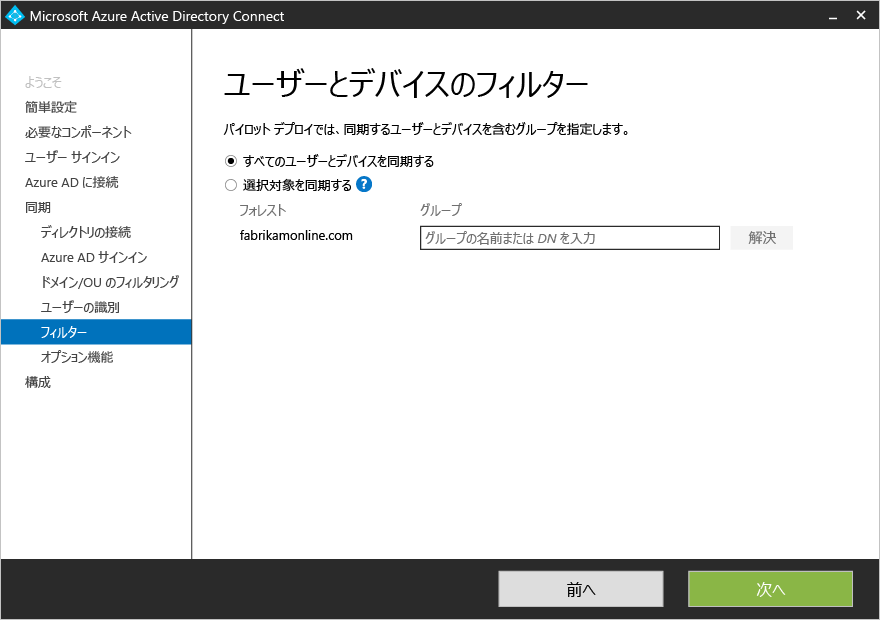 Microsoft Azure Active Directory Connect
ようこそ
簡単設定
必要なコンポーネント
ユーザー サインイン
Azure AD に接続
同期
ディレクトリの接続
Azure AD サインイン
ドメイン/OU のフィルタリング
ユーザーの識別
フィルター
オプション機能
構成
ユーザーとデバイスのフィルター
パイロット デプロイでは、同期するユーザーとデバイスを含むグループを指定します。
すべてのユーザーとデバイスを同期する
選択対象を同期する ?
フォレスト グループ
fabrikamonline.com グループの名前または DN を入力 解決
前へ 次へ